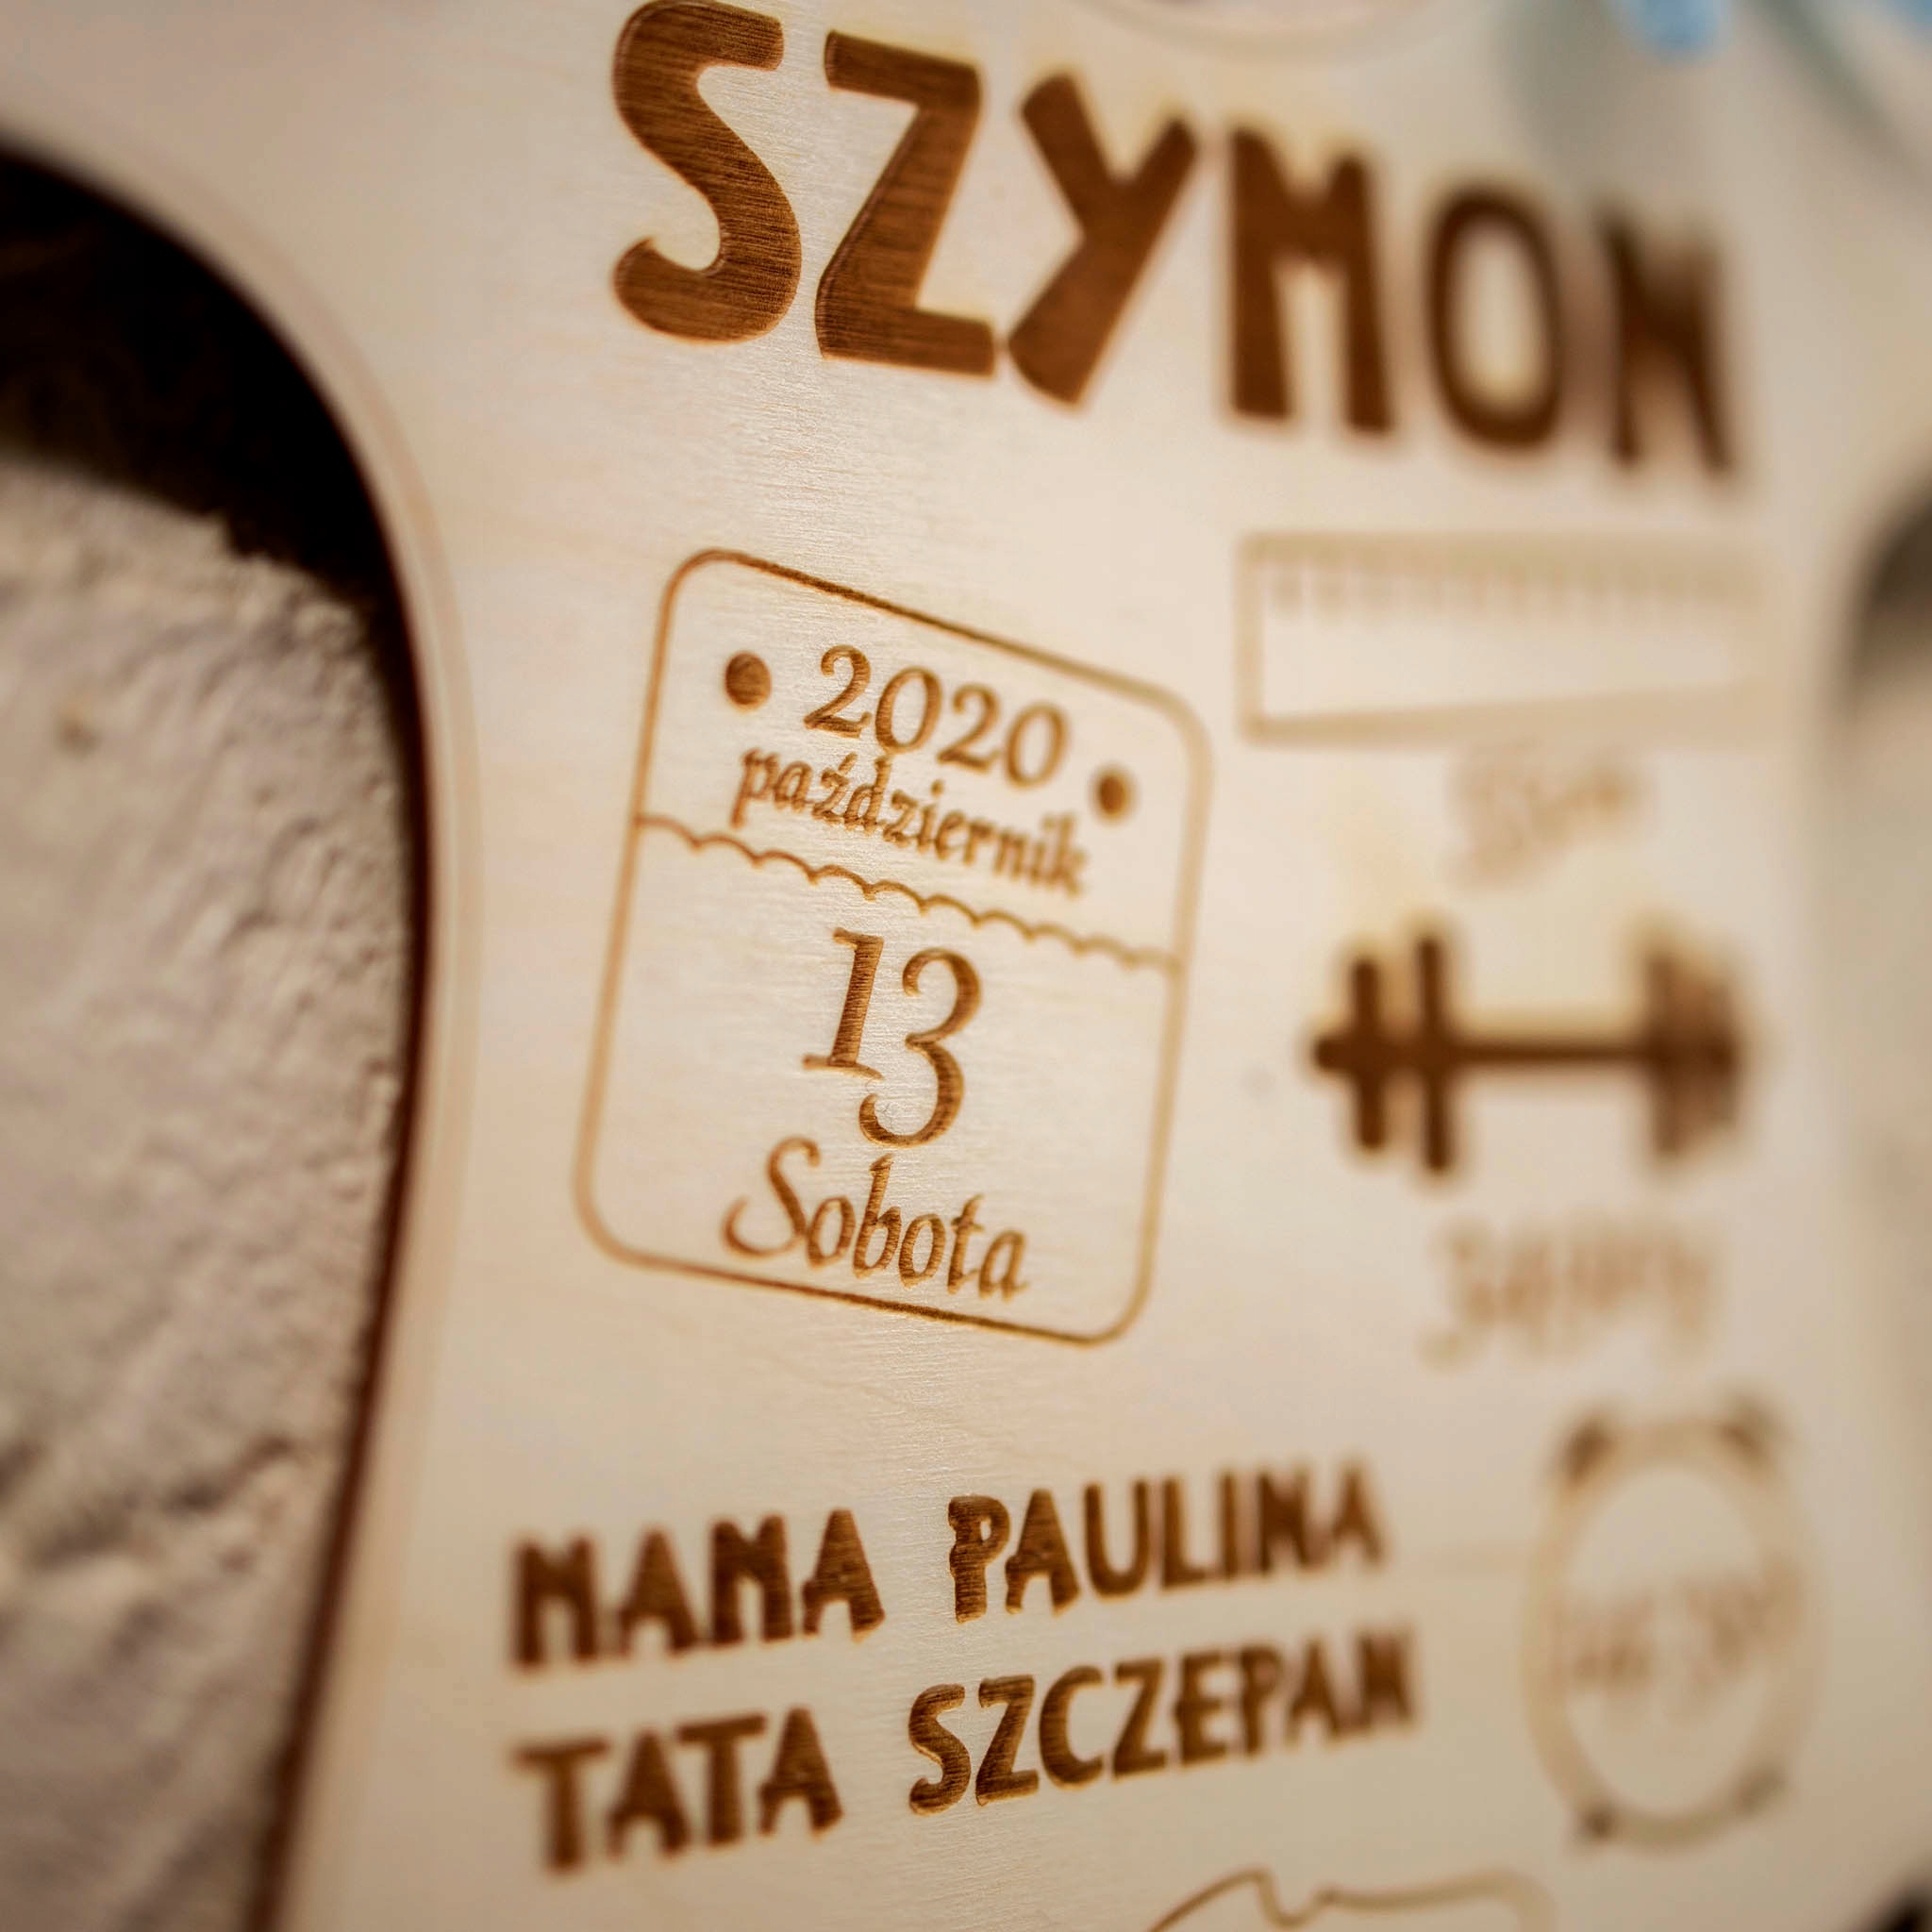 SZYMON
2020
październik
13
Sobota
MAMA PAULINA
TATA SZCZEPAN